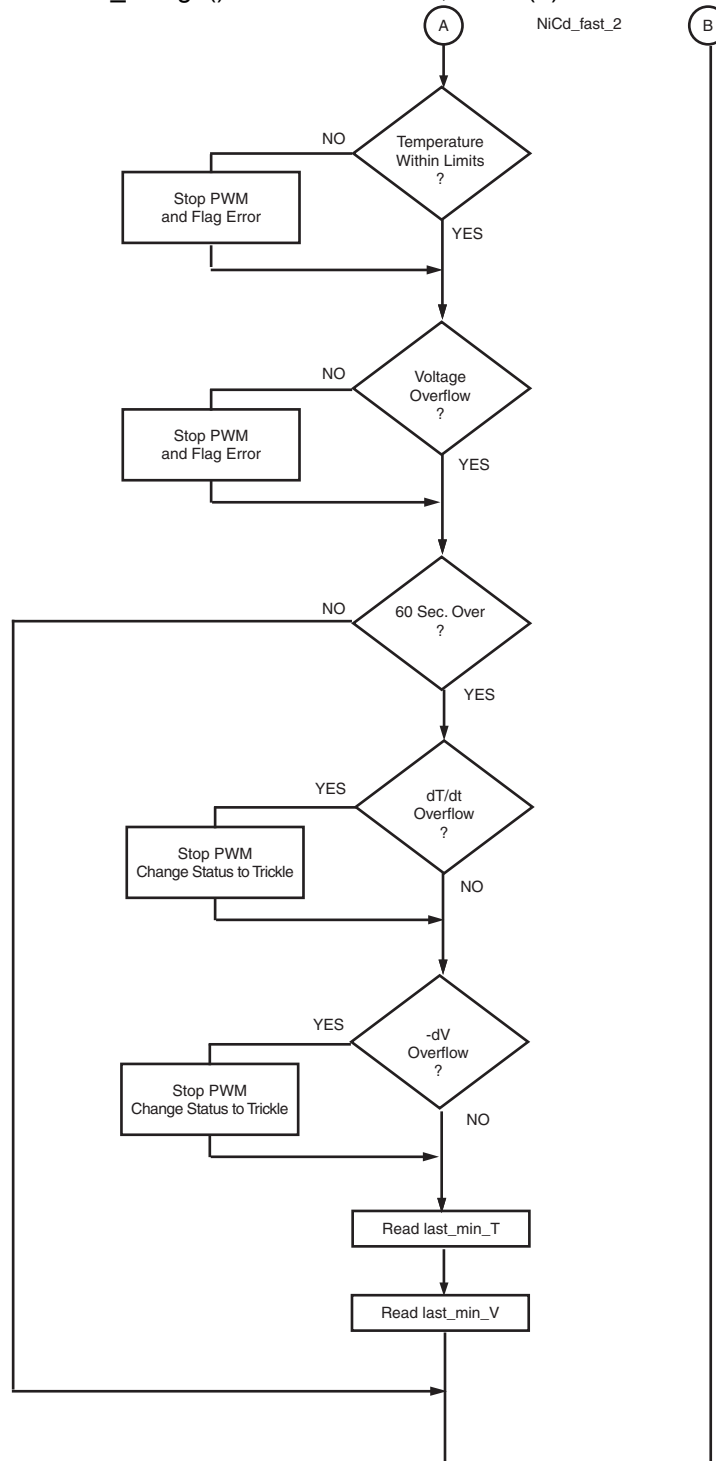 A
NiCd_fast_2
B
Temperature
Within Limits
?
NO
Stop PWM
and Flag Error
YES
Voltage
Overflow
?
NO
Stop PWM
and Flag Error
YES
60 Sec. Over
?
NO
YES
dT/dt
Overflow
?
YES
Stop PWM
Change Status to Trickle
NO
-dV
Overflow
?
YES
Stop PWM
Change Status to Trickle
NO
Read last_min_T
Read last_min_V